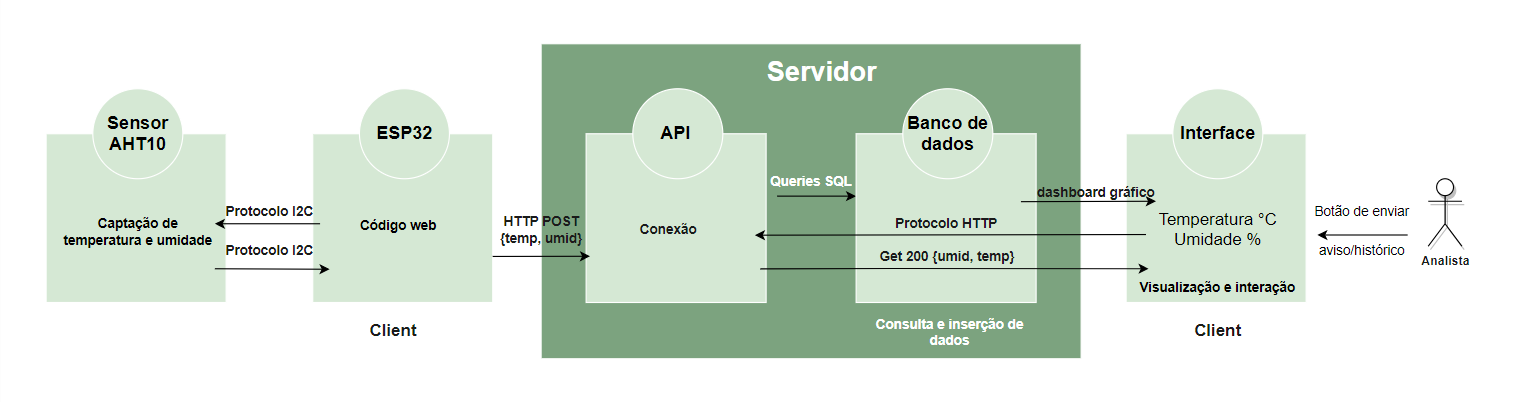 Servidor
Sensor
AHT10
ESP32
API
Banco de
dados
Interface
Captação de
temperatura e umidade
Protocolo I2C
Protocolo I2C
Código web
HTTP POST
{temp, umid}
Conexão
Queries SQL
dashboard gráfico
Protocolo HTTP
Get 200 {umid, temp}
Temperatura °C
Umidade %
Visualização e interação
Botão de enviar
aviso/histórico
Analista
Client
Consulta e inserção de
dados
Client